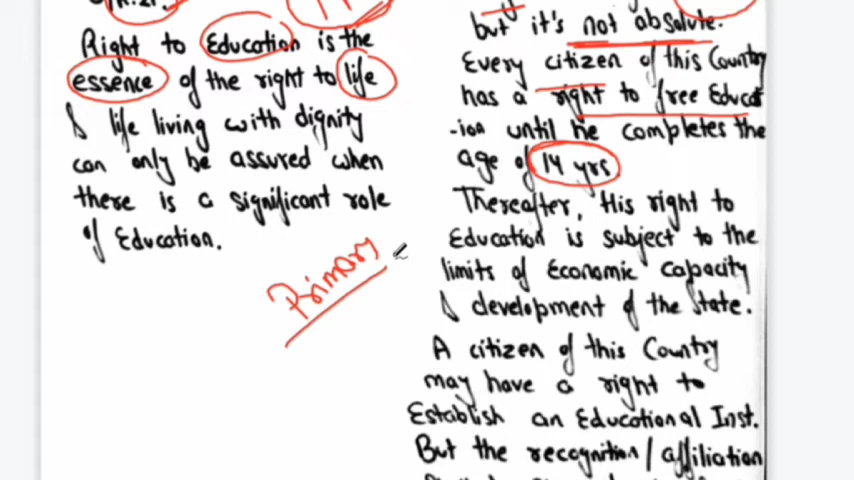 Right to Education is the
essence of the right to life
& life living with dignity
can only be assured when
there is a significant role
of Education.
Primary
but it's not absolute.
Every citizen of this Country
has a right to free Educat
-ion until he completes the
age of 14 yrs
Thereafter, His right to
Education is subject to the
limits of Economic capacity
& development of the State.
A citizen of this Country
may have a right to
Establish an Educational Inst.
But the recognition / affiliation